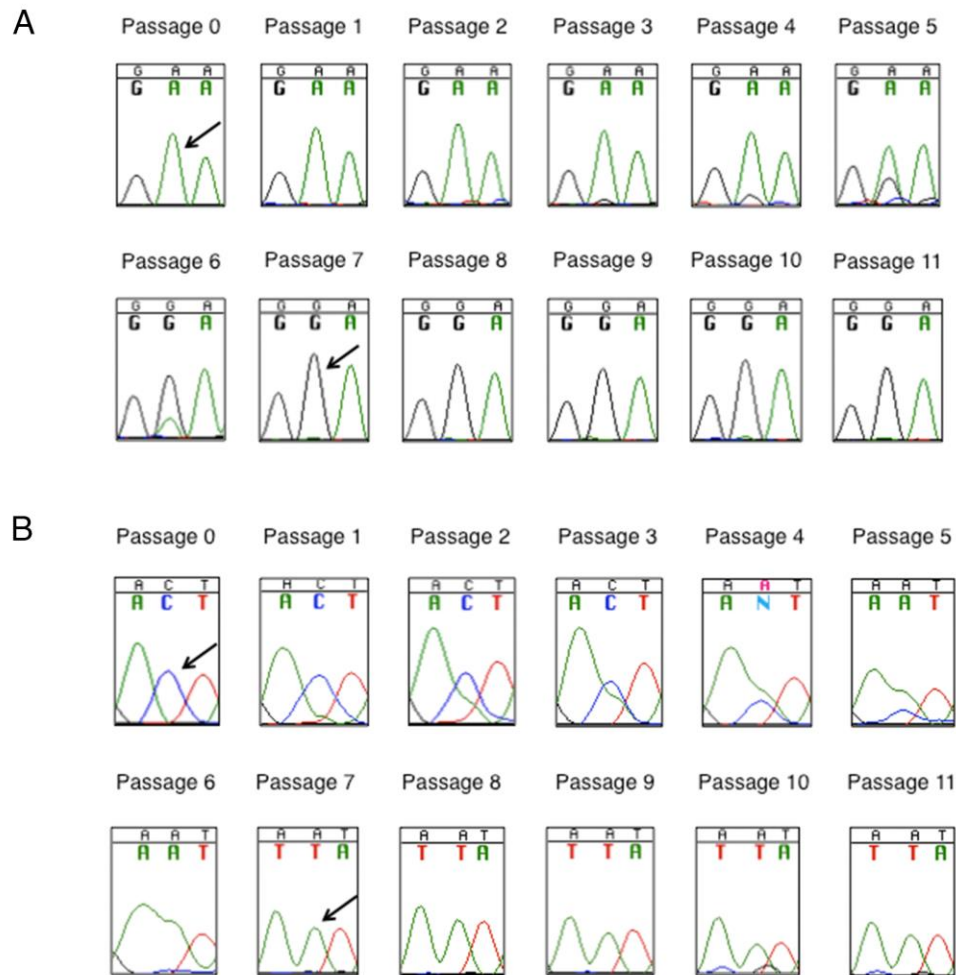 A
Passage 0 Passage 1 Passage 2 Passage 3 Passage 4 Passage 5
G A A G A A G A A G A A G A A G A A
G A A G A A G A A G A A G A A G A A
Passage 6 Passage 7 Passage 8 Passage 9 Passage 10 Passage 11
G G A G G A G G A G G A G G A G G A
G G A G G A G G A G G A G G A G G A
B
Passage 0 Passage 1 Passage 2 Passage 3 Passage 4 Passage 5
A C T A C T A C T A C T A A T A A T
A C T A C T A C T A C T A N T A A T
Passage 6 Passage 7 Passage 8 Passage 9 Passage 10 Passage 11
A A T A A T A A T A A T A A T A A T
A A T T T A T T A T T A T T A T T A